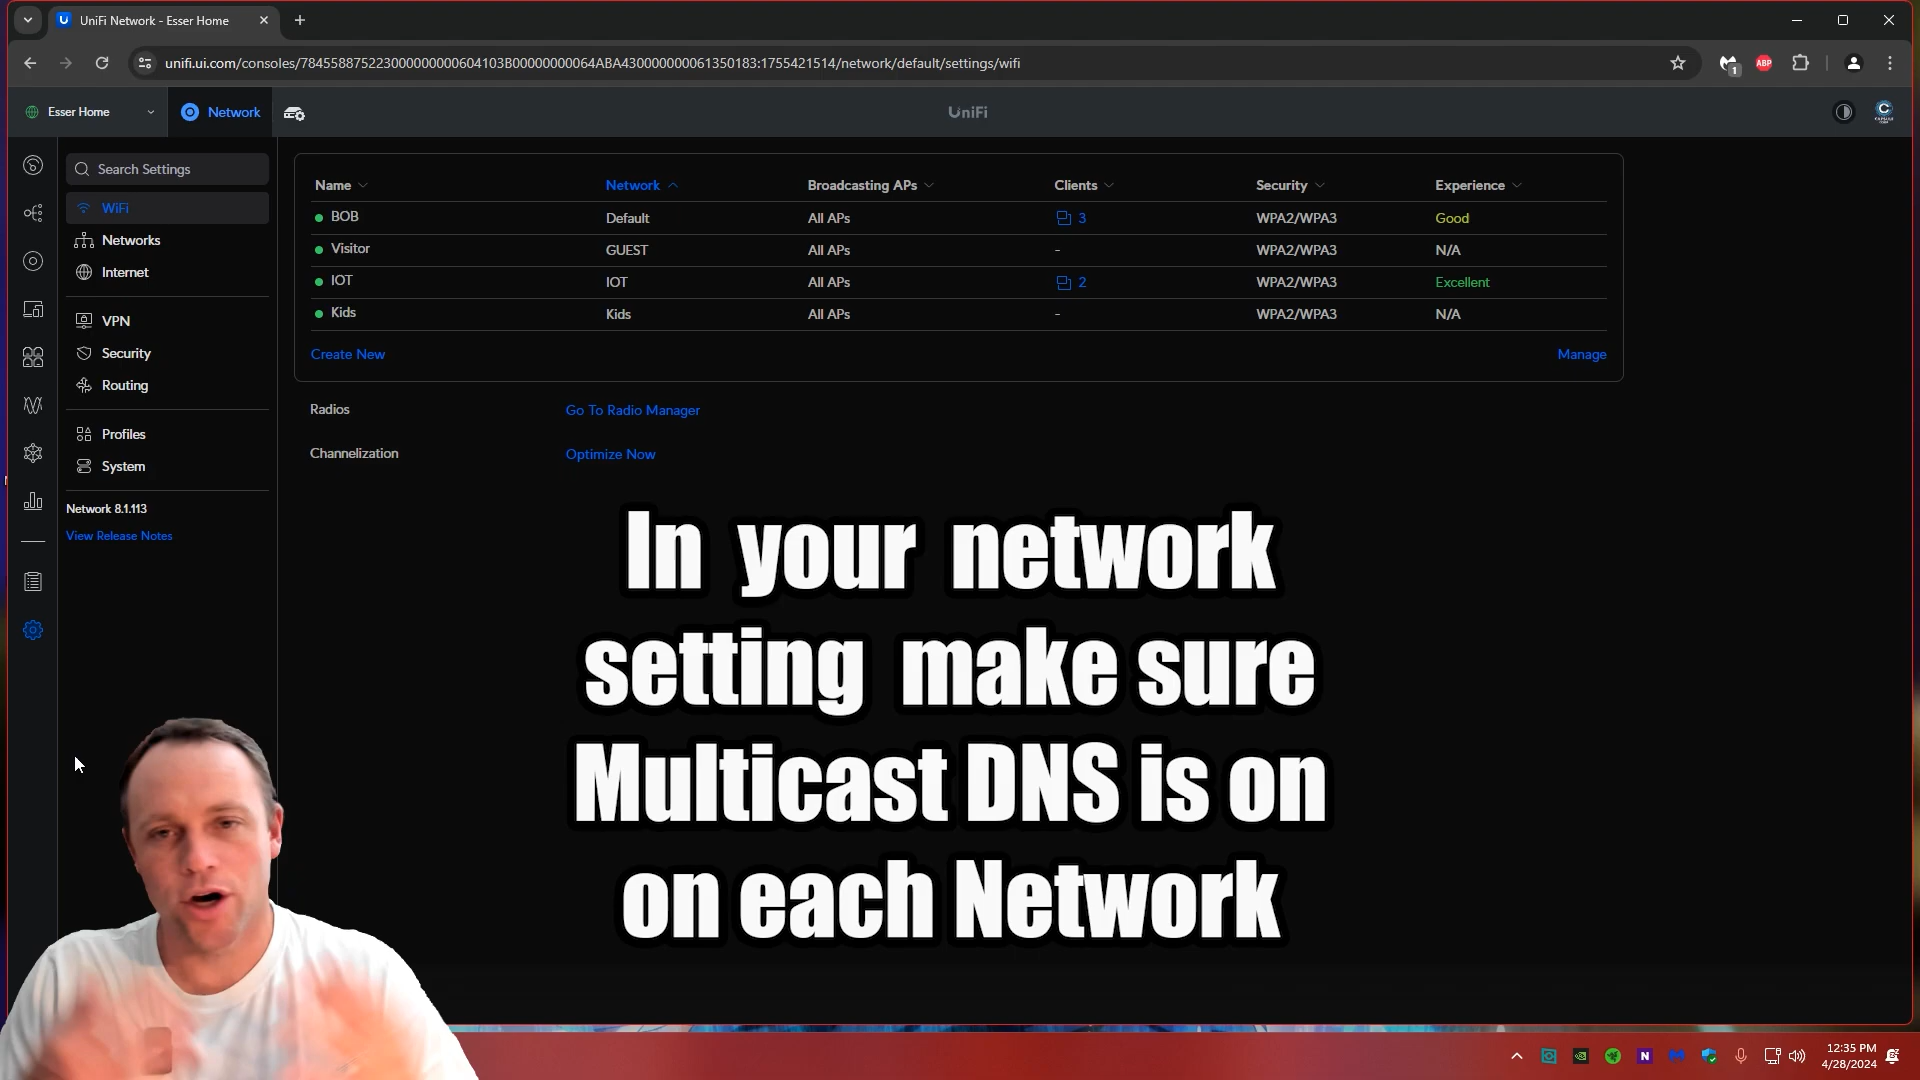 UniFi Network - Esser Home
unifi.ui.com/consoles/78455887522300000000060410​3B00000000064ABA430000000061350183:1755421514/network/default/settings/wifi
1
ABP
Esser Home
Network
UniFi
Search Settings
WiFi
Networks
Internet
VPN
Security
Routing
Profiles
System
Network 8.1.113
View Release Notes
Name Network Broadcasting APs Clients Security Experience
BOB Default All APs 3 WPA2/WPA3 Good
Visitor GUEST All APs - WPA2/WPA3 N/A
IOT IOT All APs 2 WPA2/WPA3 Excellent
Kids Kids All APs - WPA2/WPA3 N/A
Create New Manage
Radios Go To Radio Manager
Channelization Optimize Now
In your network
setting make sure
Multicast DNS is on
on each Network
12:35 PM
4/28/2024